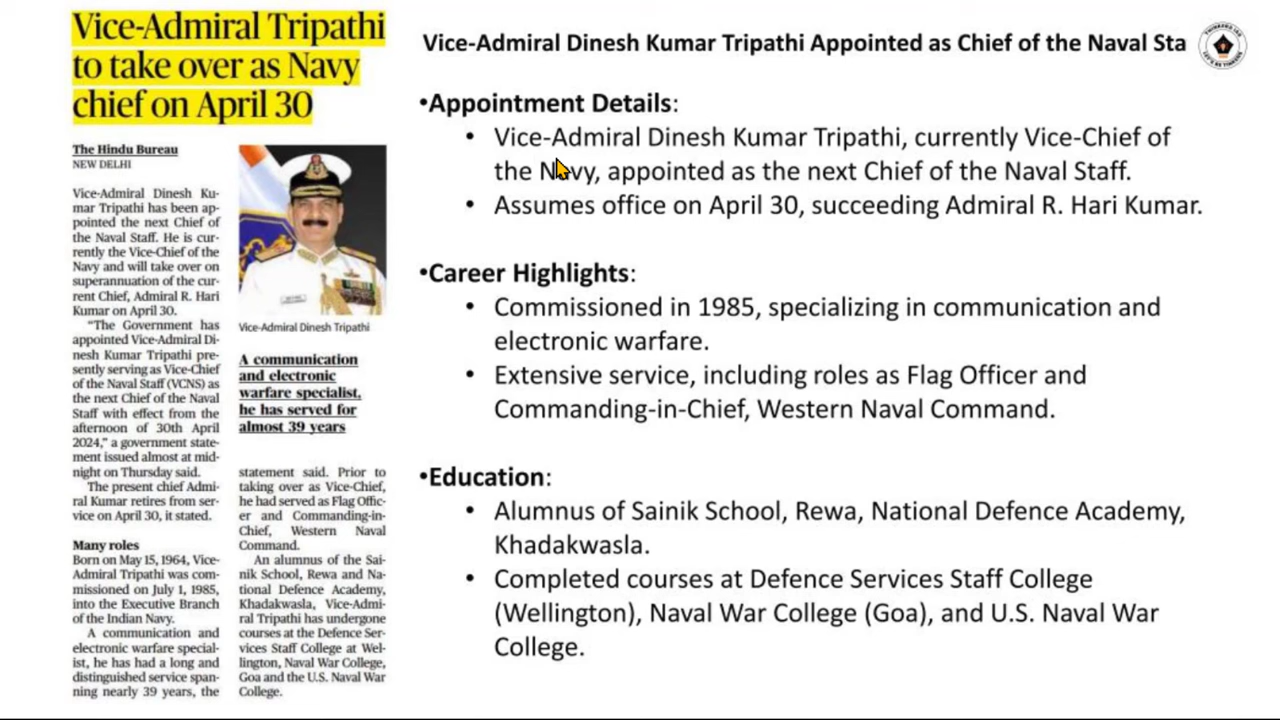 Vice-Admiral Tripathi
to take over as Navy
chief on April 30
The Hindu Bureau
NEW DELHI
Vice-Admiral Dinesh Ku-
mar Tripathi has been ap-
pointed the next Chief of
the Naval Staff. He is cur-
rently the Vice-Chief of the
Navy and will take over on
superannuation of the cur-
rent Chief, Admiral R. Hari
Kumar on April 30.
“The Government has
appointed Vice-Admiral Di-
nesh Kumar Tripathi pre-
sently serving as Vice-Chief
of the Naval Staff (VCNS) as
the next Chief of the Naval
Staff with effect from the
afternoon of 30th April
2024,” a government state-
ment issued almost at mid-
night on Thursday said.
The present chief Admi-
ral Kumar retires from ser-
vice on April 30, it stated.
Many roles
Born on May 15, 1964, Vice-
Admiral Tripathi was com-
missioned on July 1, 1985,
into the Executive Branch
of the Indian Navy.
A communication and
electronic warfare special-
ist, he has had a long and
distinguished service span-
ning nearly 39 years, the
Vice-Admiral Dinesh Tripathi
A communication
and electronic
warfare specialist,
he has served for
almost 39 years
statement said. Prior to
taking over as Vice-Chief,
he had served as Flag Offic-
er and Commanding-in-
Chief, Western Naval
Command.
An alumnus of the Sai-
nik School, Rewa and Na-
tional Defence Academy,
Khadakwasla, Vice-Admi-
ral Tripathi has undergone
courses at the Defence Ser-
vices Staff College at Wel-
lington, Naval War College,
Goa and the U.S. Naval War
College.
Vice-Admiral Dinesh Kumar Tripathi Appointed as Chief of the Naval Sta
•Appointment Details:
• Vice-Admiral Dinesh Kumar Tripathi, currently Vice-Chief of
the Navy, appointed as the next Chief of the Naval Staff.
• Assumes office on April 30, succeeding Admiral R. Hari Kumar.
•Career Highlights:
• Commissioned in 1985, specializing in communication and
electronic warfare.
• Extensive service, including roles as Flag Officer and
Commanding-in-Chief, Western Naval Command.
•Education:
• Alumnus of Sainik School, Rewa, National Defence Academy,
Khadakwasla.
• Completed courses at Defence Services Staff College
(Wellington), Naval War College (Goa), and U.S. Naval War
College.